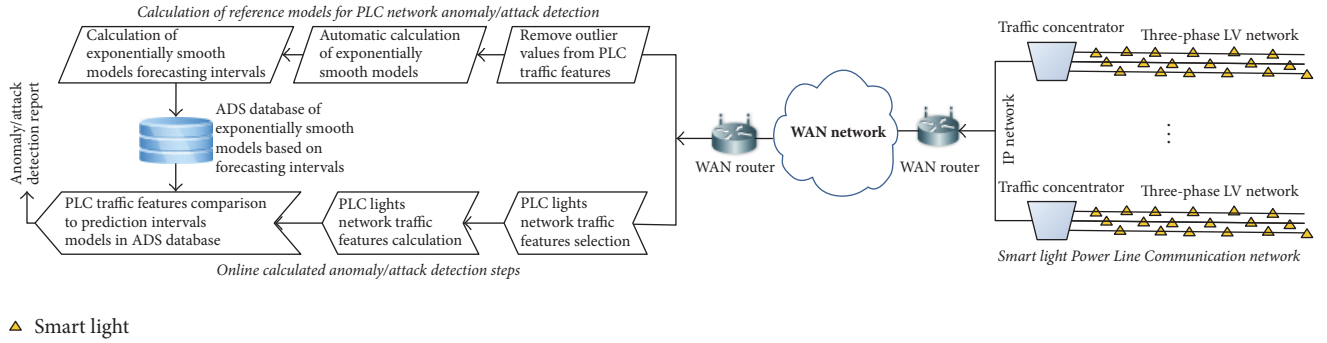 Calculation of reference models for PLC network anomaly/attack detection
Calculation of
exponentially smooth
models forecasting intervals
Automatic calculation of
exponentially
smooth models
Remove outlier
values from PLC
traffic features
Anomaly/attack
detection report
ADS database of
exponentially smooth
models based on
forecasting intervals
PLC traffic features comparison
to prediction intervals
models in ADS database
PLC lights
network traffic
features calculation
PLC lights
network traffic
features selection
Online calculated anomaly/attack detection steps
WAN router
WAN network
WAN router
IP network
Traffic concentrator
Three-phase LV network
Traffic concentrator
Three-phase LV network
Smart light Power Line Communication network
Smart light